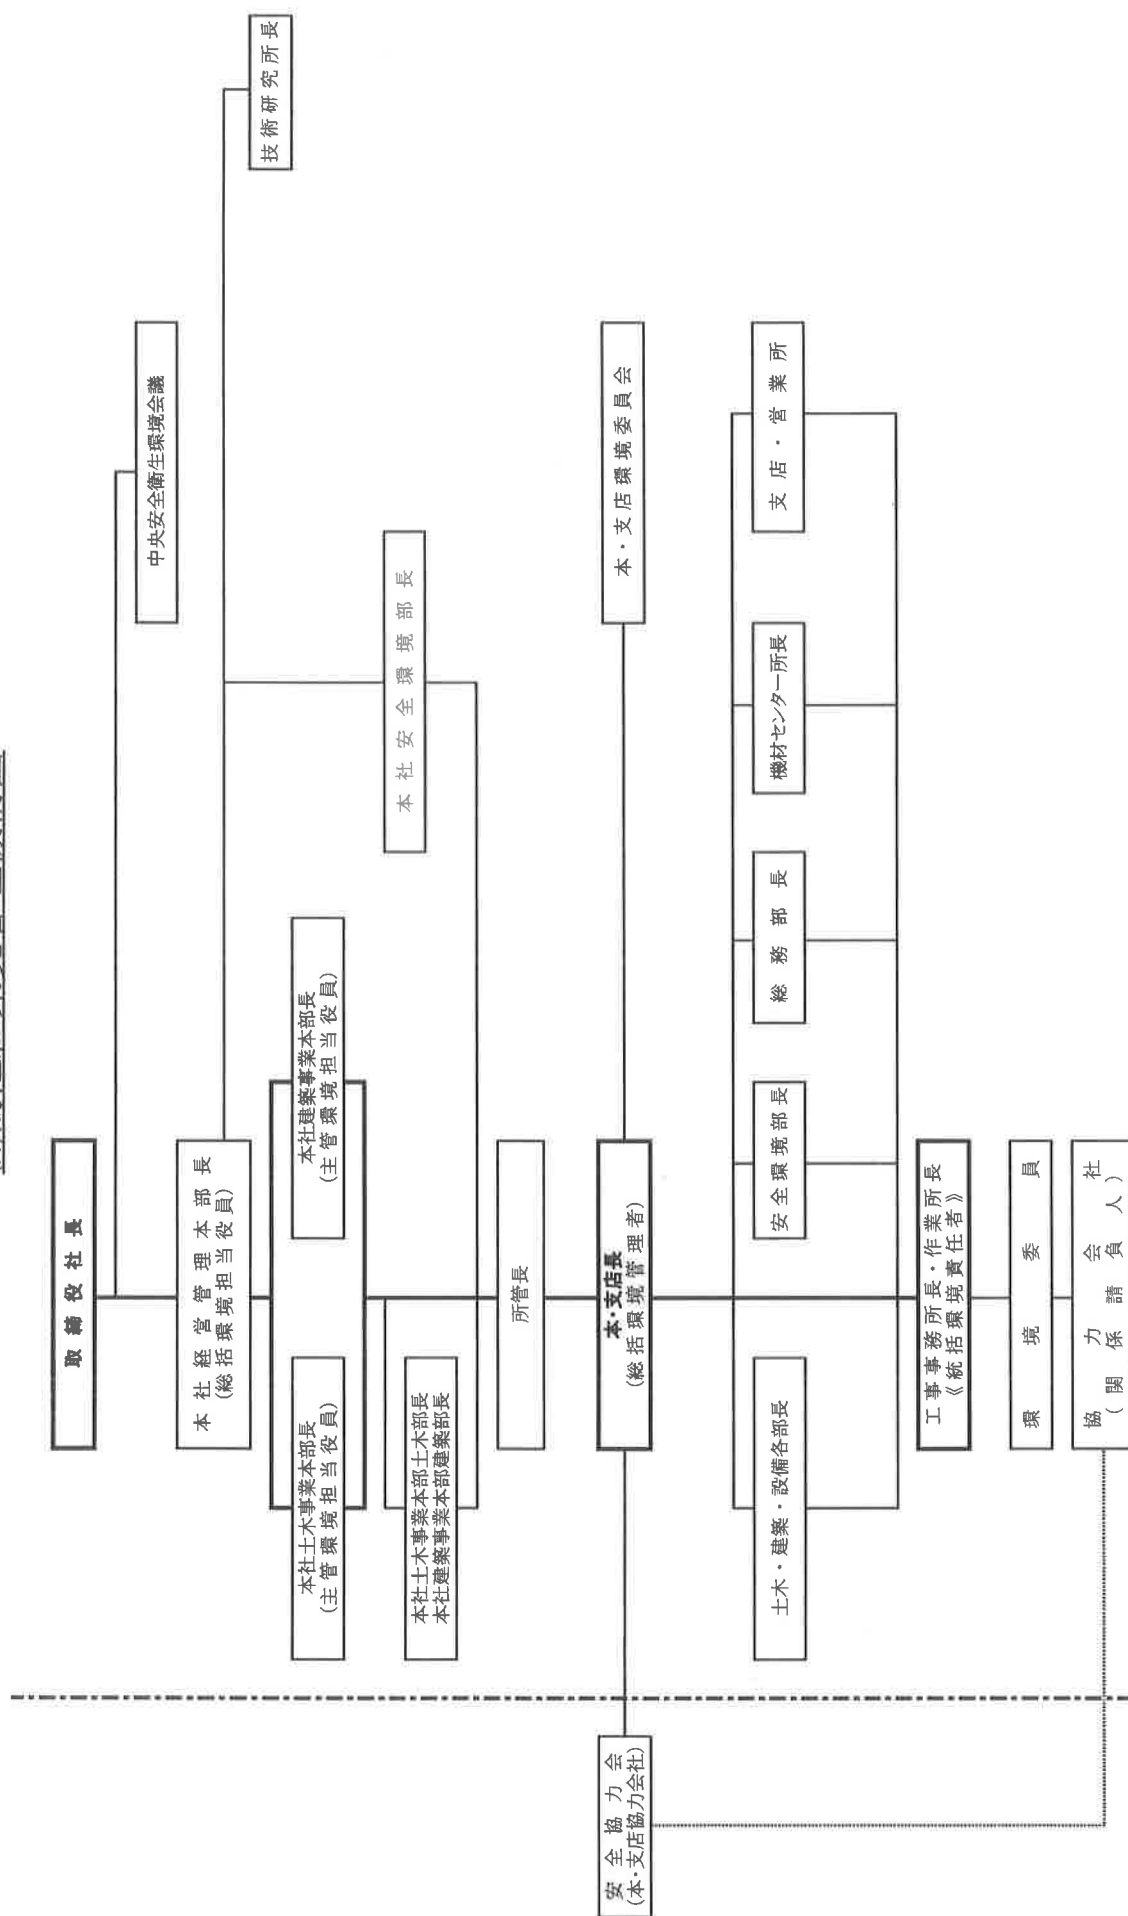 取締役社長
中央安全衛生環境会議
本社経営管理本部長
(総括環境担当役員)
技術研究所長
本社土木事業本部長
(主管環境担当役員)
本社建築事業本部長
(主管環境担当役員)
本社土木事業本部土木部長
本社建築事業本部建築部長
本社安全環境部長
所管長
安全協力会
(本・支店協力会社)
本・支店長
(総括環境管理者)
本・支店環境委員会
土木・建築・設備各部長
安全環境部長
総務部長
機材センター所長
支店・営業所
工事事務所長・作業所長
《統括環境責任者》
環境委員
協力会社
(関係請負人)